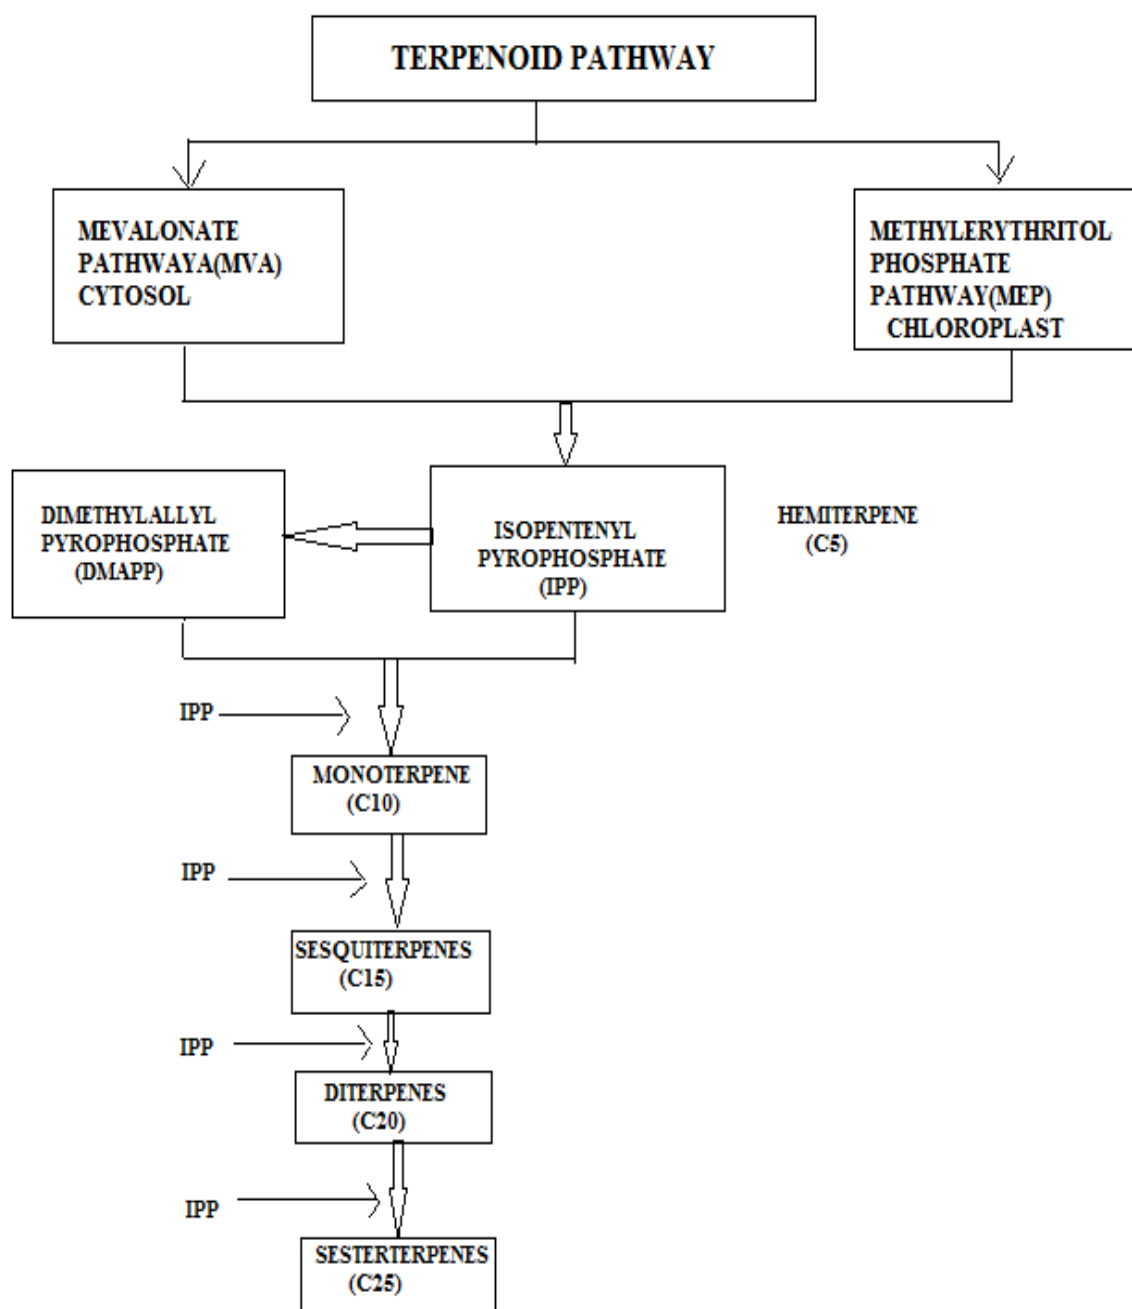 TERPENOID PATHWAY
MEVALONATE
PATHWAYA(MVA)
CYTOSOL
METHYLERYTHRITOL
PHOSPHATE
PATHWAY(MEP)
CHLOROPLAST
DIMETHYLALLYL
PYROPHOSPHATE
(DMAPP)
ISOPENTENYL
PYROPHOSPHATE
(IPP)
HEMITERPENE
(C5)
IPP
MONOTERPENE
(C10)
IPP
SESQUITERPENES
(C15)
IPP
DITERPENES
(C20)
IPP
SESTERTERPENES
(C25)